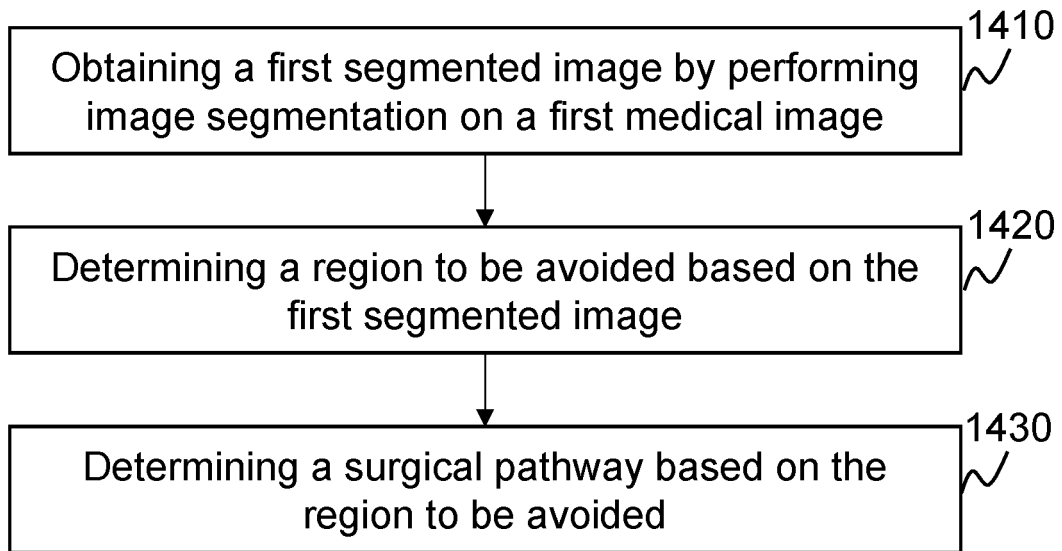 1410
Obtaining a first segmented image by performing
image segmentation on a first medical image
1420
Determining a region to be avoided based on the
first segmented image
1430
Determining a surgical pathway based on the
region to be avoided